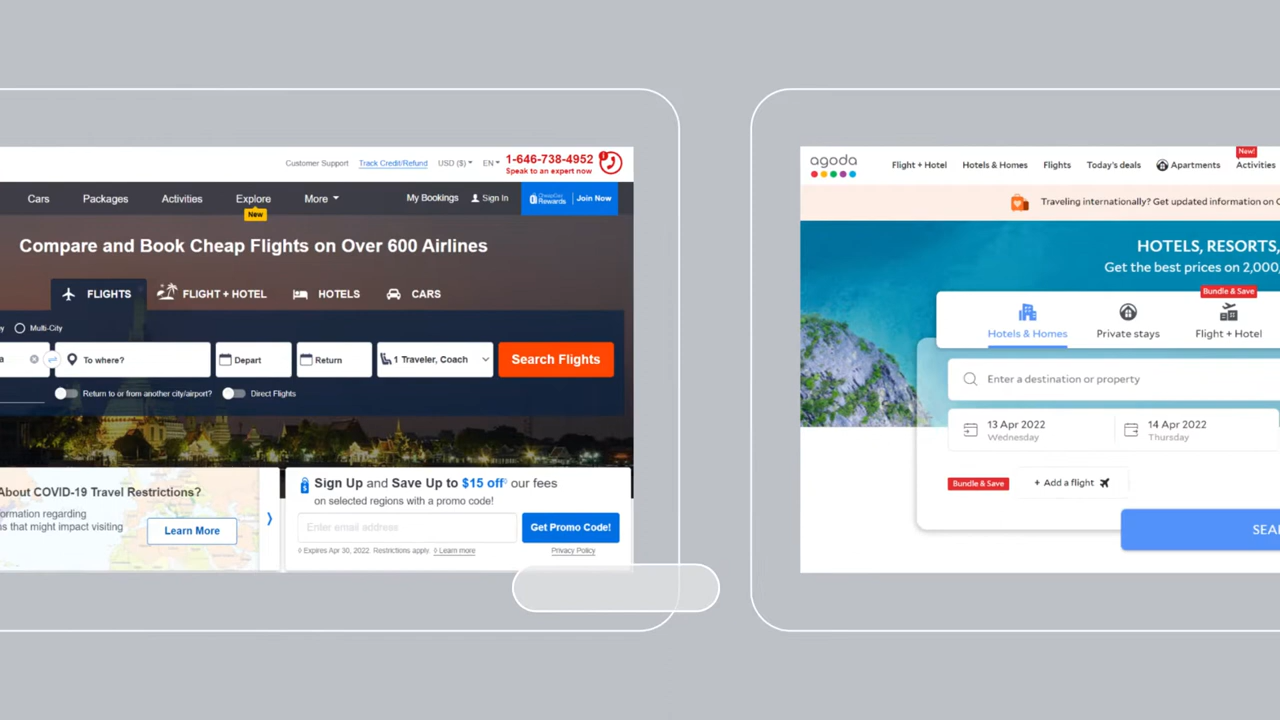 Customer Support Track Credit/Refund USD ($) EN 1-646-738-4952
Speak to an expert now
Cars Packages Activities Explore More My Bookings Sign In CheapOair Rewards Join Now
New
Compare and Book Cheap Flights on Over 600 Airlines
FLIGHTS FLIGHT + HOTEL HOTELS CARS
Multi-City
To where? Depart Return 1 Traveler, Coach Search Flights
Return to or from another city/airport? Direct Flights
About COVID-19 Travel Restrictions?
ormation regarding
s that might impact visiting
Learn More
Sign Up and Save Up to $15 off◊ our fees
on selected regions with a promo code!
Enter email address Get Promo Code!
◊ Expires Apr 30, 2022. Restrictions apply. ◊ Learn more Privacy Policy
agoda Flight + Hotel Hotels & Homes Flights Today's deals Apartments New! Activities
Traveling internationally? Get updated information on C
HOTELS, RESORTS,
Get the best prices on 2,000,
Bundle & Save
Hotels & Homes Private stays Flight + Hotel
Enter a destination or property
13 Apr 2022 14 Apr 2022
Wednesday Thursday
Bundle & Save + Add a flight
SEA